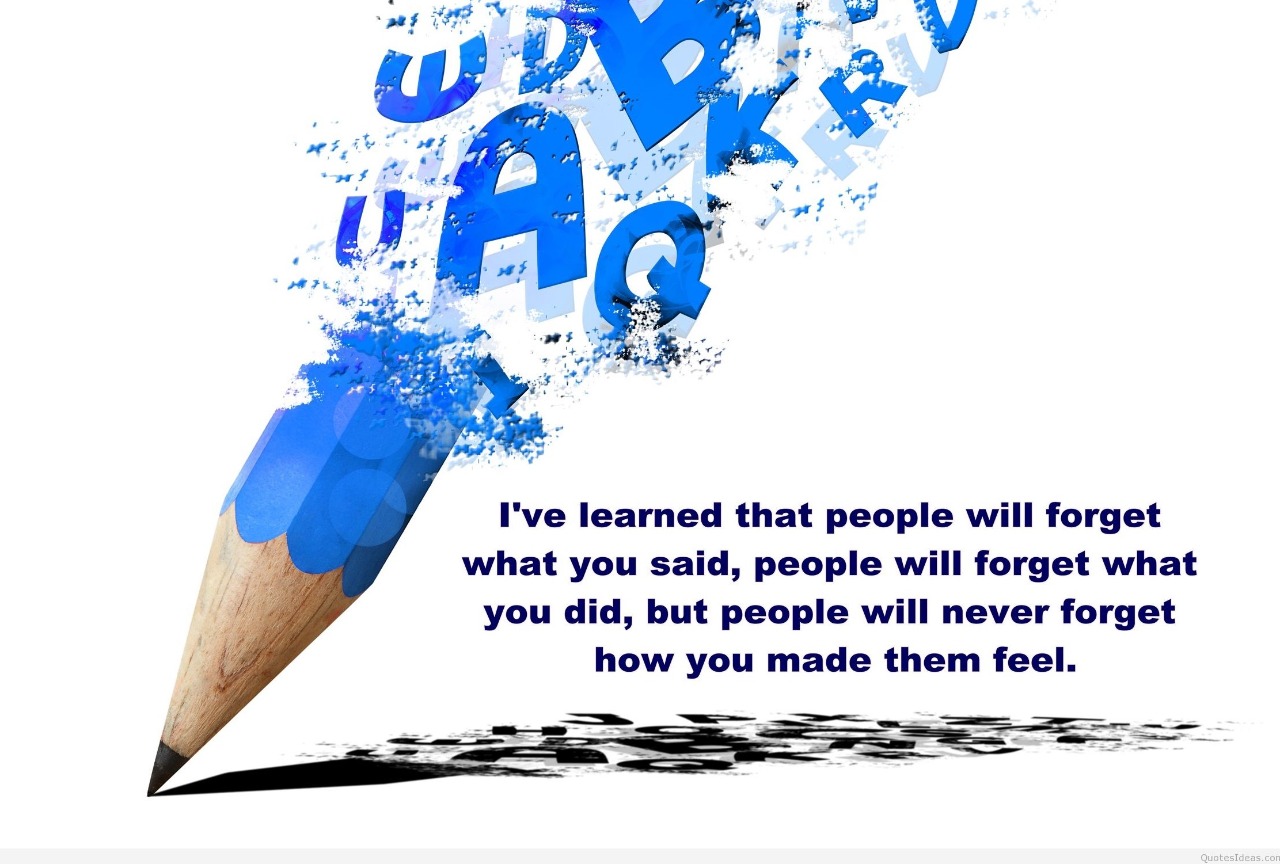 E D B R
A K
U Q
I
I've learned that people will forget
what you said, people will forget what
you did, but people will never forget
how you made them feel.
QuotesIdeas.com